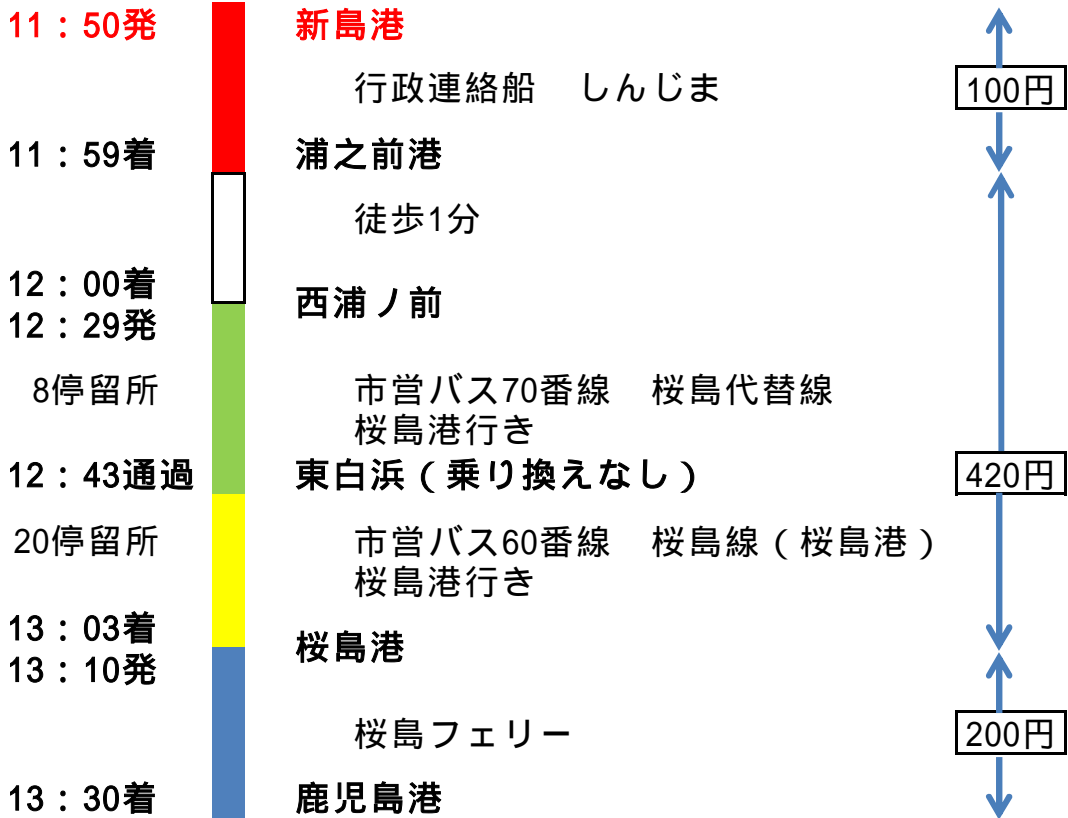 11：50発 新島港
行政連絡船　しんじま 100円
11：59着 浦之前港
徒歩1分
12：00着
西浦ノ前
12：29発
8停留所 市営バス70番線　桜島代替線
桜島港行き
12：43通過 東白浜（乗り換えなし） 420円
20停留所 市営バス60番線　桜島線（桜島港）
桜島港行き
13：03着
桜島港
13：10発
桜島フェリー 200円
13：30着 鹿児島港